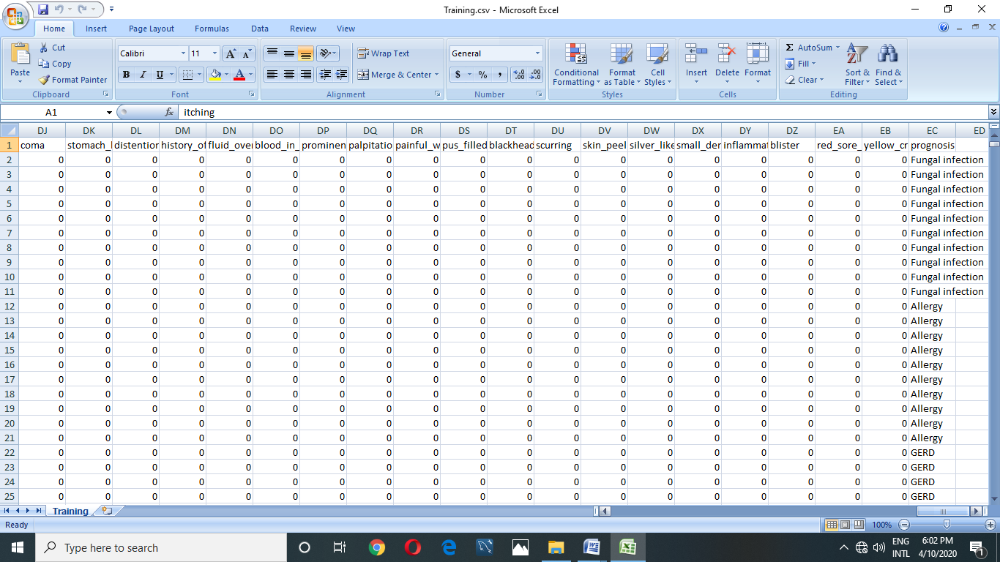 Training.csv - Microsoft Excel
Home Insert Page Layout Formulas Data Review View
Paste
Cut
Copy
Format Painter
Clipboard
Calibri 11
B I U
Font
Wrap Text
Merge & Center
Alignment
General
$ % ,
Number
Conditional Formatting
Format as Table
Cell Styles
Styles
Insert Delete Format
Cells
Σ AutoSum
Fill
Clear
Sort & Filter
Find & Select
Editing
A1 fx itching
DJ DK DL DM DN DO DP DQ DR DS DT DU DV DW DX DY DZ EA EB EC ED
1 coma stomach_ distention history_of fluid_over blood_in_ prominen palpitatio painful_w pus_filled blackhead scurring skin_peel silver_like small_der inflammat blister red_sore_ yellow_cr prognosis
2 0 0 0 0 0 0 0 0 0 0 0 0 0 0 0 0 0 0 0 Fungal infection
3 0 0 0 0 0 0 0 0 0 0 0 0 0 0 0 0 0 0 0 Fungal infection
4 0 0 0 0 0 0 0 0 0 0 0 0 0 0 0 0 0 0 0 Fungal infection
5 0 0 0 0 0 0 0 0 0 0 0 0 0 0 0 0 0 0 0 Fungal infection
6 0 0 0 0 0 0 0 0 0 0 0 0 0 0 0 0 0 0 0 Fungal infection
7 0 0 0 0 0 0 0 0 0 0 0 0 0 0 0 0 0 0 0 Fungal infection
8 0 0 0 0 0 0 0 0 0 0 0 0 0 0 0 0 0 0 0 Fungal infection
9 0 0 0 0 0 0 0 0 0 0 0 0 0 0 0 0 0 0 0 Fungal infection
10 0 0 0 0 0 0 0 0 0 0 0 0 0 0 0 0 0 0 0 Fungal infection
11 0 0 0 0 0 0 0 0 0 0 0 0 0 0 0 0 0 0 0 Fungal infection
12 0 0 0 0 0 0 0 0 0 0 0 0 0 0 0 0 0 0 0 Allergy
13 0 0 0 0 0 0 0 0 0 0 0 0 0 0 0 0 0 0 0 Allergy
14 0 0 0 0 0 0 0 0 0 0 0 0 0 0 0 0 0 0 0 Allergy
15 0 0 0 0 0 0 0 0 0 0 0 0 0 0 0 0 0 0 0 Allergy
16 0 0 0 0 0 0 0 0 0 0 0 0 0 0 0 0 0 0 0 Allergy
17 0 0 0 0 0 0 0 0 0 0 0 0 0 0 0 0 0 0 0 Allergy
18 0 0 0 0 0 0 0 0 0 0 0 0 0 0 0 0 0 0 0 Allergy
19 0 0 0 0 0 0 0 0 0 0 0 0 0 0 0 0 0 0 0 Allergy
20 0 0 0 0 0 0 0 0 0 0 0 0 0 0 0 0 0 0 0 Allergy
21 0 0 0 0 0 0 0 0 0 0 0 0 0 0 0 0 0 0 0 Allergy
22 0 0 0 0 0 0 0 0 0 0 0 0 0 0 0 0 0 0 0 GERD
23 0 0 0 0 0 0 0 0 0 0 0 0 0 0 0 0 0 0 0 GERD
24 0 0 0 0 0 0 0 0 0 0 0 0 0 0 0 0 0 0 0 GERD
25 0 0 0 0 0 0 0 0 0 0 0 0 0 0 0 0 0 0 0 GERD
Training
Ready 100%
Type here to search
ENG 6:02 PM
INTL 4/10/2020 1